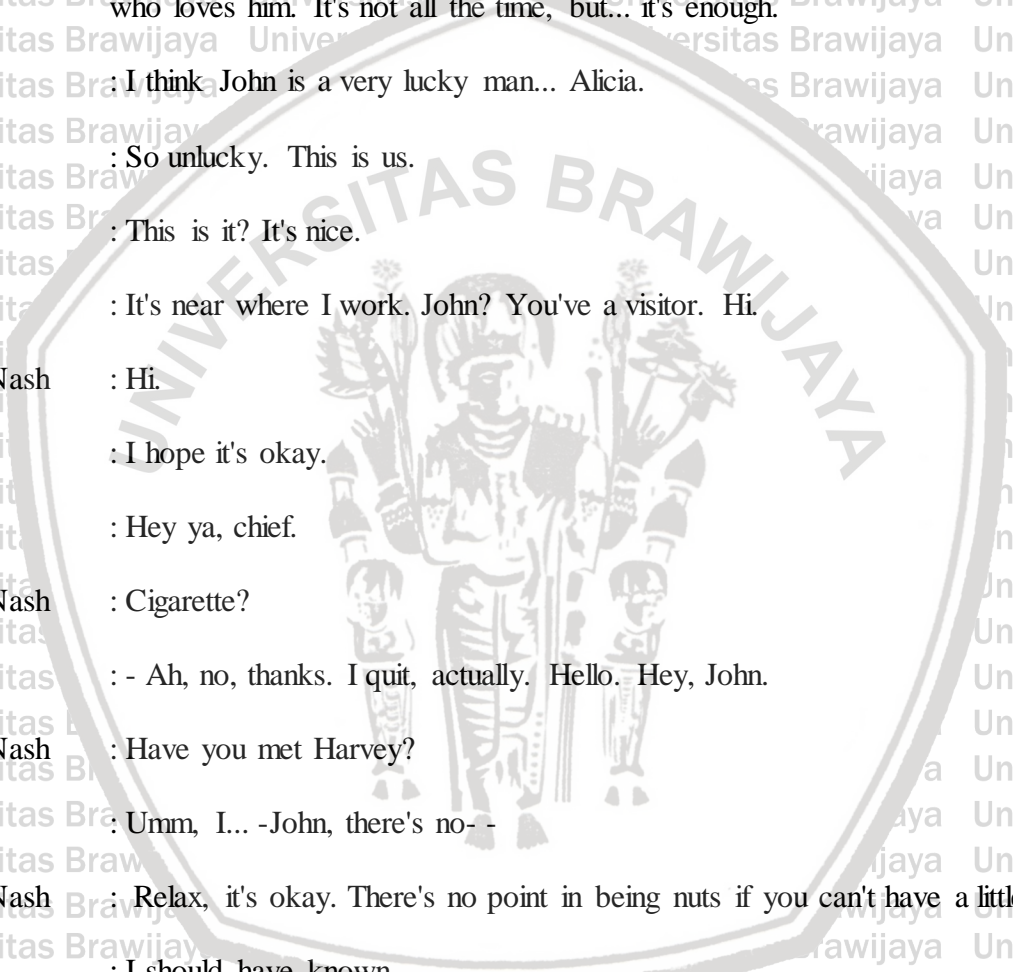 who loves him. It's not all the time, but... it's enough.
: I think John is a very lucky man... Alicia.
: So unlucky. This is us.
: This is it? It's nice.
: It's near where I work. John? You've a visitor. Hi.
Nash : Hi.
: I hope it's okay.
: Hey ya, chief.
Nash : Cigarette?
: - Ah, no, thanks. I quit, actually. Hello. Hey, John.
Nash : Have you met Harvey?
: Umm, I... -John, there's no- -
Nash : Relax, it's okay. There's no point in being nuts if you can't have a little
: I should have known
UNIVERSITAS BRAWIJAYA